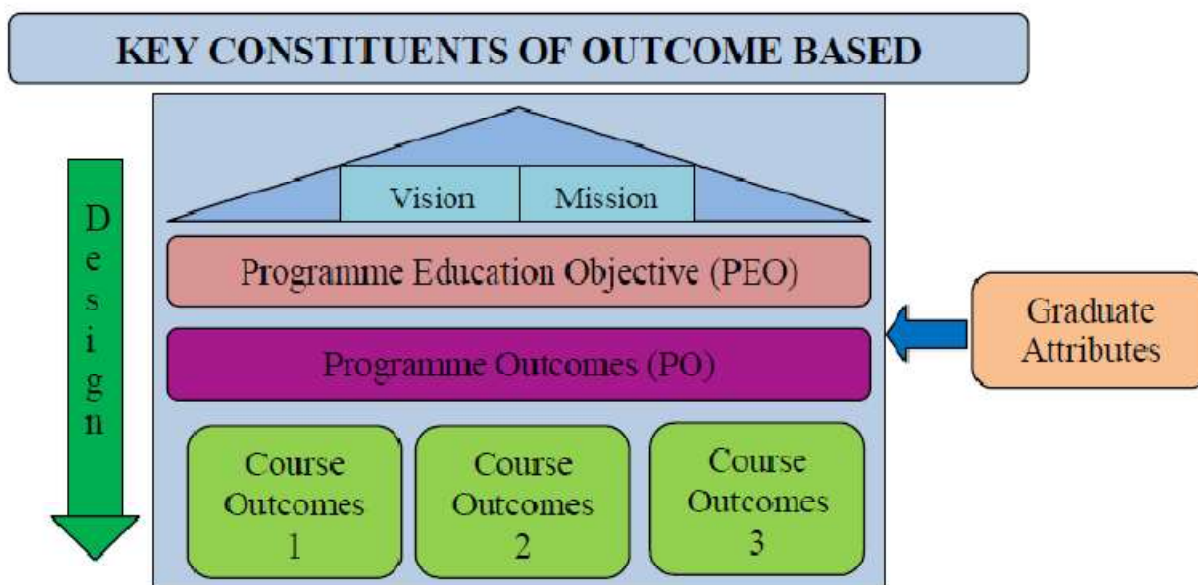 KEY CONSTITUENTS OF OUTCOME BASED
Vision
Mission
Design
Programme Education Objective (PEO)
Programme Outcomes (PO)
Graduate
Attributes
Course
Outcomes
1
Course
Outcomes
2
Course
Outcomes
3